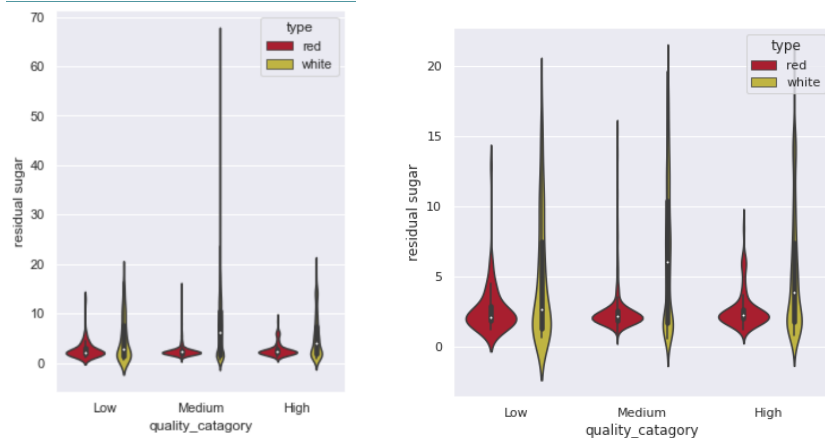 70
60
50
40
30
20
10
0
residual sugar
type
red
white
Low Medium High
quality_catagory
20
15
10
5
0
residual sugar
type
red
white
Low Medium High
quality_catagory